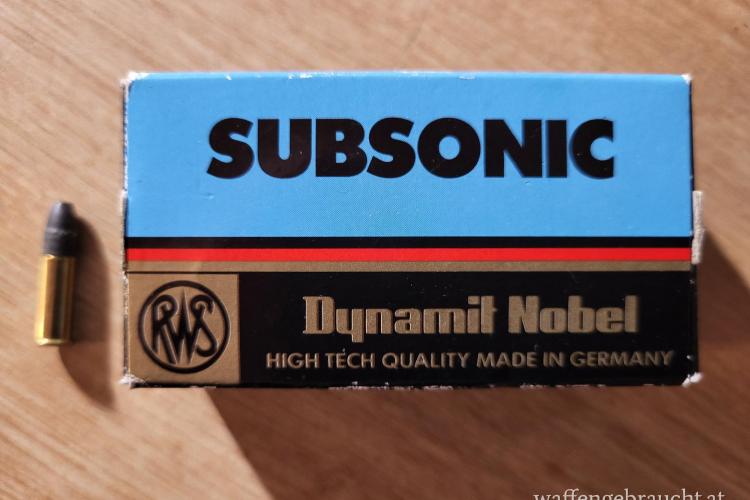 SUBSONIC
RWS
Dynamit Nobel
HIGH TECH QUALITY MADE IN GERMANY
waffengebraucht.at